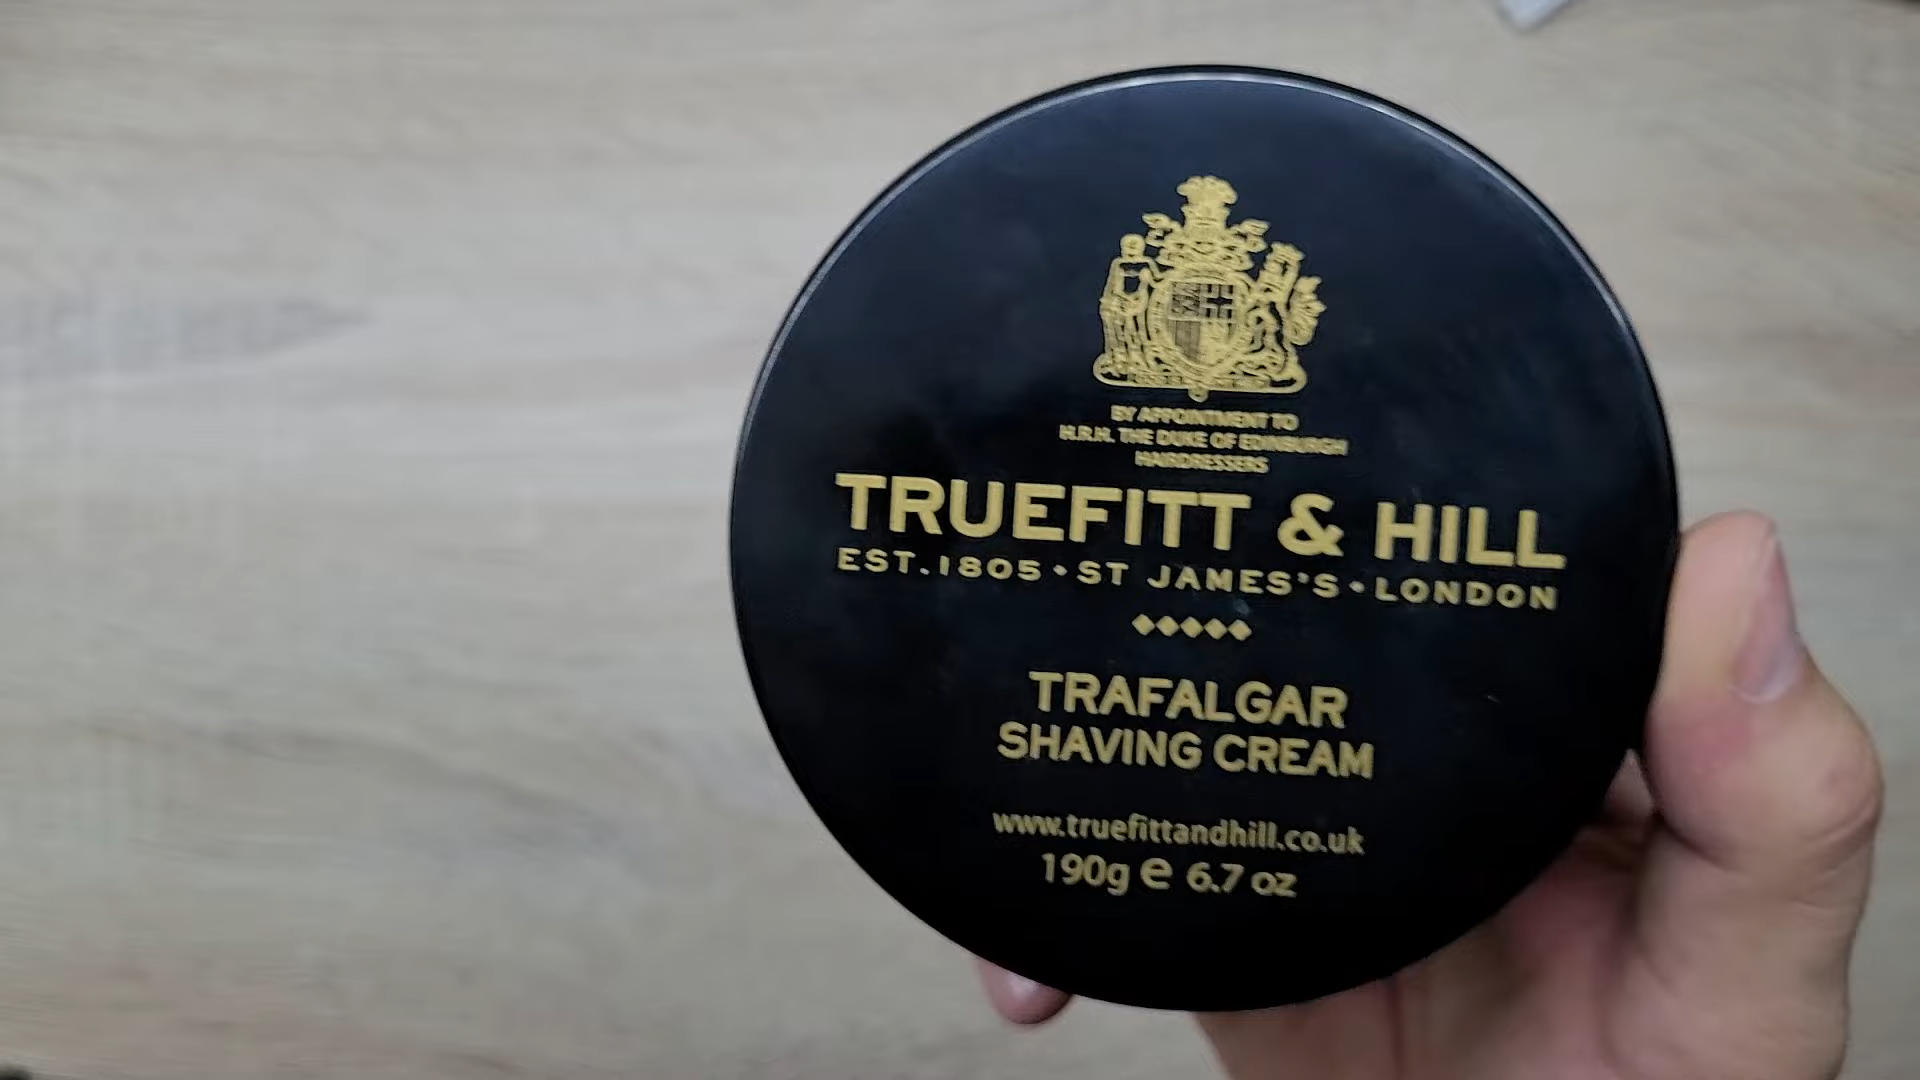 BY APPOINTMENT TO
H.R.H. THE DUKE OF EDINBURGH
HAIRDRESSERS
TRUEFITT & HILL
EST.1805 • ST JAMES'S • LONDON
TRAFALGAR
SHAVING CREAM
www.truefittandhill.co.uk
190g e 6.7 oz